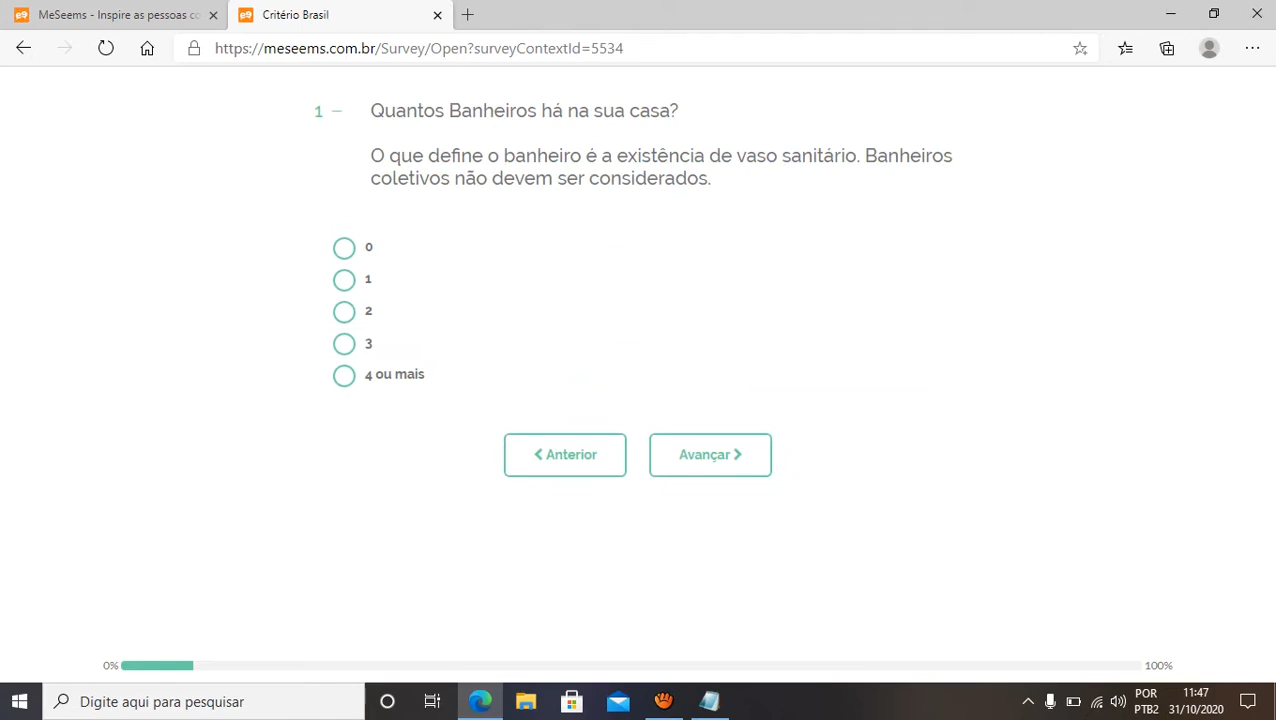 MeSeems - Inspire as pessoas co
Critério Brasil
https://meseems.com.br/Survey/Open?surveyContextId=5534
1 – Quantos Banheiros há na sua casa?
O que define o banheiro é a existência de vaso sanitário. Banheiros
coletivos não devem ser considerados.
0
1
2
3
4 ou mais
Anterior
Avançar
0%
100%
Digite aqui para pesquisar
POR
PTB2
11:47
31/10/2020